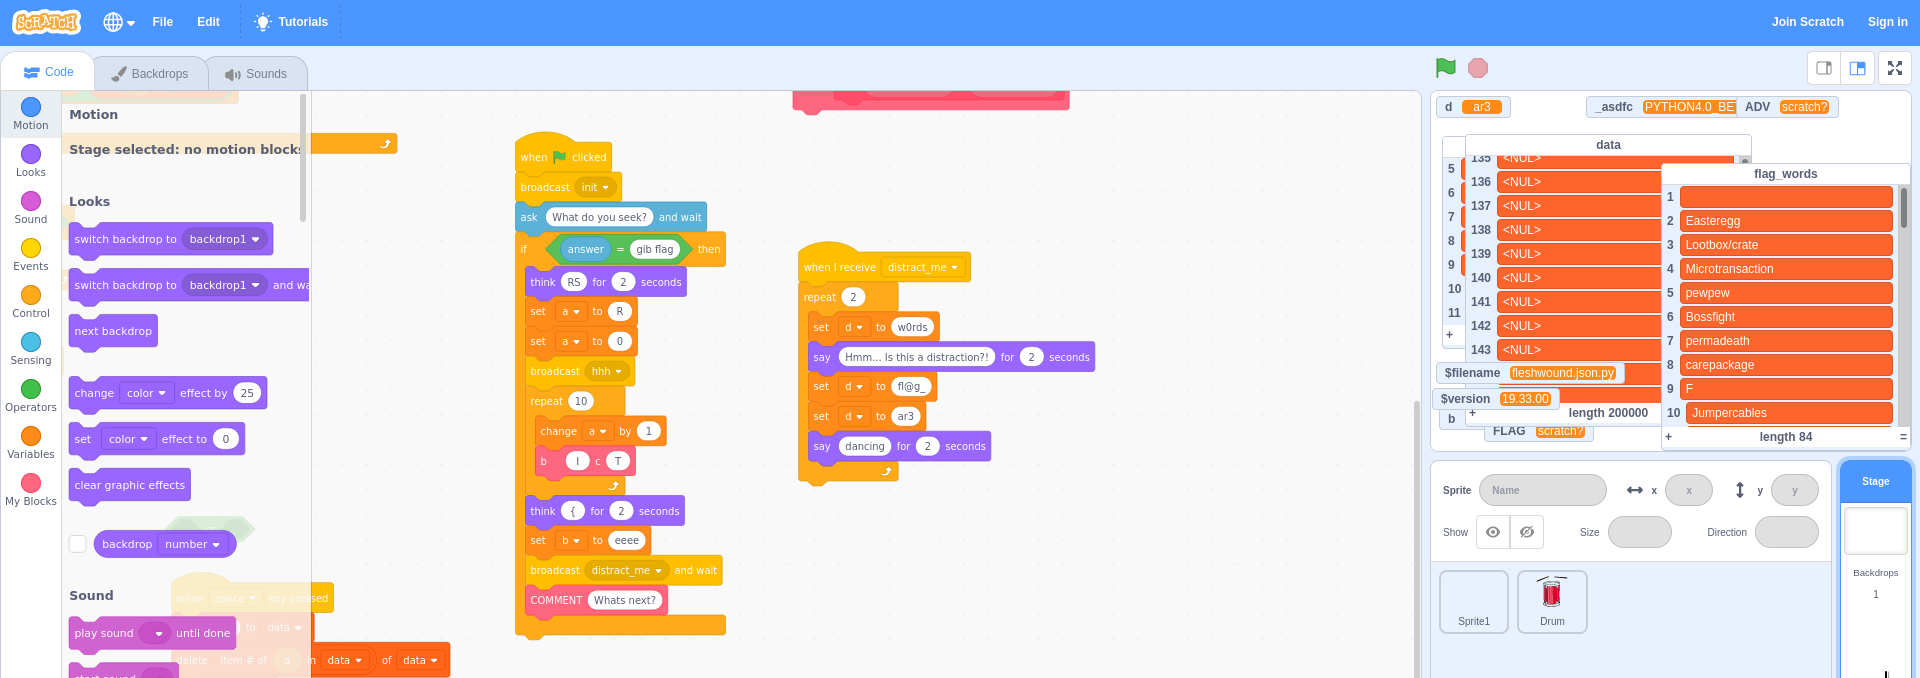 SCRATCH File Edit Tutorials Join Scratch Sign in
Code Backdrops Sounds
Motion
Looks
Sound
Events
Control
Sensing
Operators
Variables
My Blocks
Motion
Stage selected: no motion blocks
Looks
switch backdrop to backdrop1
switch backdrop to backdrop1 and wa
next backdrop
change color effect by 25
set color effect to 0
clear graphic effects
backdrop number
Sound
play sound until done
start sound
when space key pressed
to data
delete item # of a in data of data
when clicked
broadcast init
ask What do you seek? and wait
if answer = gib flag then
think RS for 2 seconds
set a to R
set a to 0
broadcast hhh
repeat 10
change a by 1
b I c T
think { for 2 seconds
set b to eeee
broadcast distract_me and wait
COMMENT Whats next?
when I receive distract_me
repeat 2
set d to w0rds
say Hmm... Is this a distraction?! for 2 seconds
set d to fl@g_
set d to ar3
say dancing for 2 seconds
d ar3
_asdfc PYTHON4.0_BE
ADV scratch?
5
6
7
8
9
10
11
+
data
135 <NUL>
136 <NUL>
137 <NUL>
138 <NUL>
139 <NUL>
140 <NUL>
141 <NUL>
142 <NUL>
143 <NUL>
+ length 200000
flag_words
1
2 Easteregg
3 Lootbox/crate
4 Microtransaction
5 pewpew
6 Bossfight
7 permadeath
8 carepackage
9 F
10 Jumpercables
+ length 84 =
$filename fleshwound.json.py
$version 19.33.00
b
FLAG scratch?
Sprite Name x x y y
Show Size Direction
Sprite1
Drum
Stage
Backdrops
1